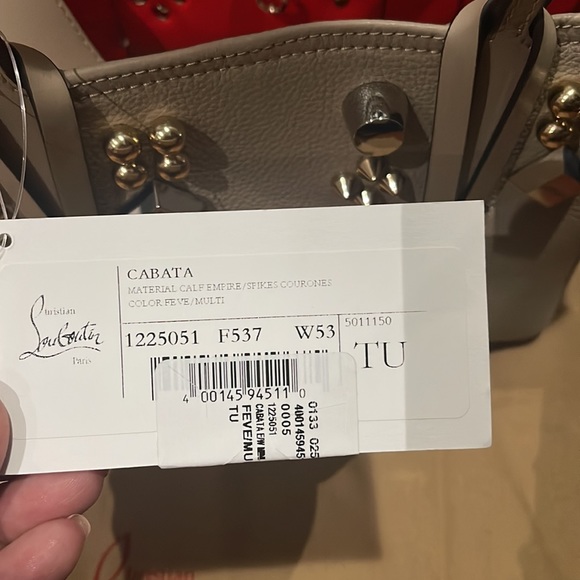 CABATA
MATERIAL CALF EMPIRE/SPIKES COURONES
COLOR:FEVE/MULTI
Christian
Louboutin
Paris
1225051 F537 W53
5011150
TU
4 00145 94511 0
0133 025
400145945
0005
1225051
CABATA E/W
FEVE/MU
TU